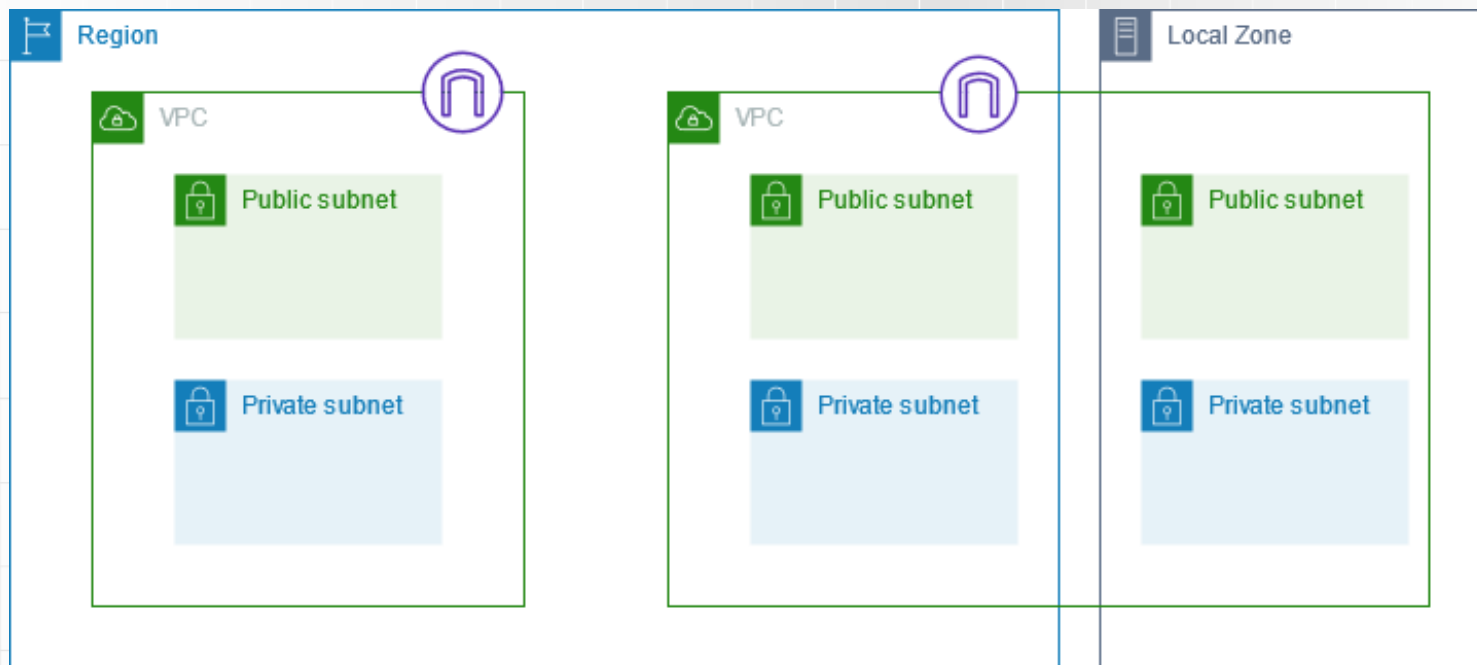 Region
Local Zone
VPC
VPC
Public subnet
Public subnet
Public subnet
Private subnet
Private subnet
Private subnet